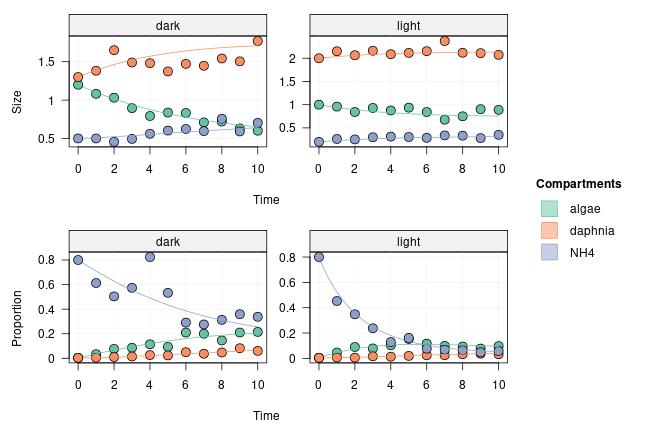 dark
light
Size
1.5
1
0.5
2
1.5
1
0.5
0 2 4 6 8 10
0 2 4 6 8 10
Time
Compartments
algae
daphnia
NH4
dark
light
Proportion
0.8
0.6
0.4
0.2
0
0.8
0.6
0.4
0.2
0
0 2 4 6 8 10
0 2 4 6 8 10
Time